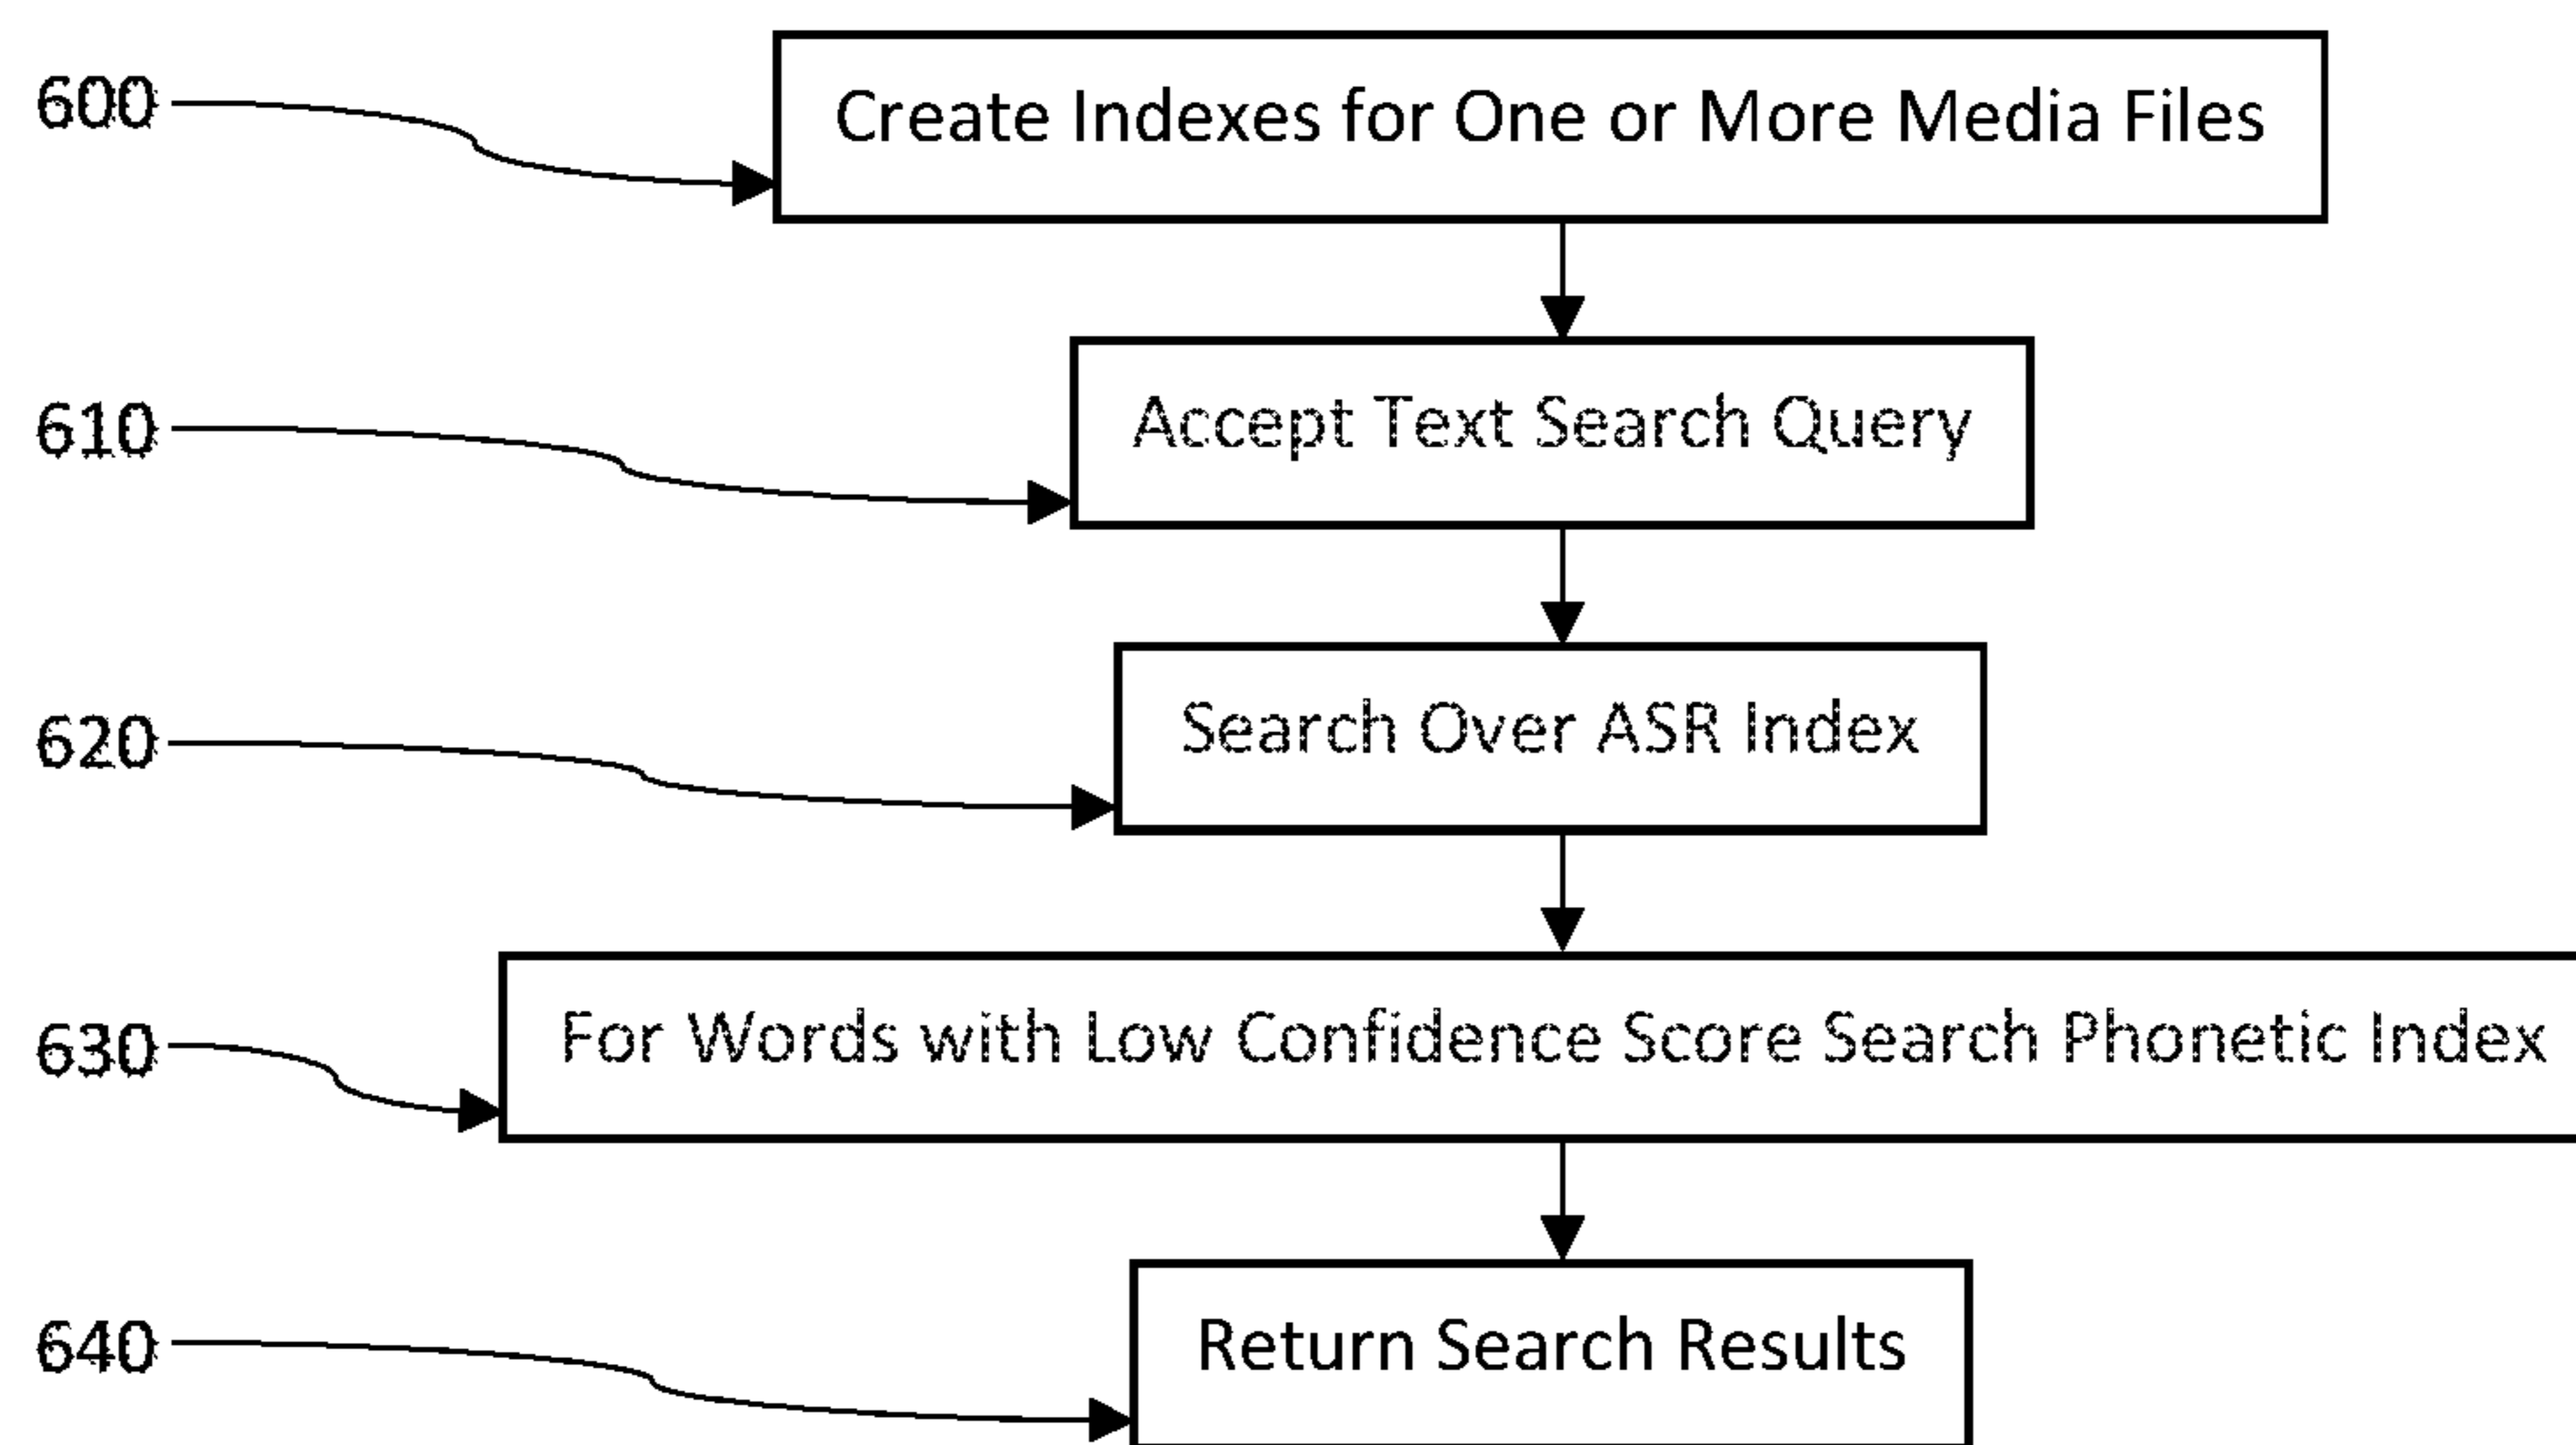 600
Create Indexes for One or More Media Files
610
Accept Text Search Query
620
Search Over ASR Index
630
For Words with Low Confidence Score Search Phonetic Index
640
Return Search Results